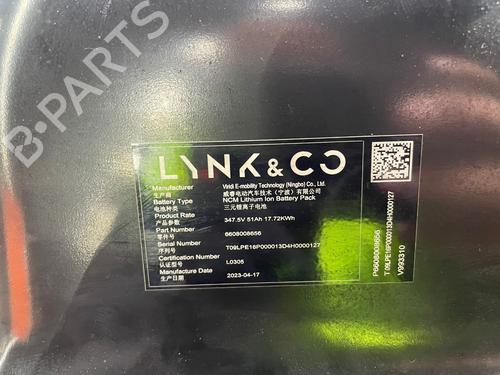 LYNK&CO
Manufacturer Viridi E-mobility Technology (Ningbo) Co., Ltd.
生产商 威睿电动汽车技术（宁波）有限公司
Battery Type NCM Lithium Ion Battery Pack
电池种类 三元锂离子电池
Product Rate 347.5V 51Ah 17.72KWh
产品参数
Part Number 6608008656
零件号
Serial Number T09LPE16P000013D4H0000127
序列号
Certification Number L0305
认证型号
Manufacture Date 2023-04-17
生产日期
P6608008656
T09LPE16P000013D4H0000127
V993310
B-PARTS